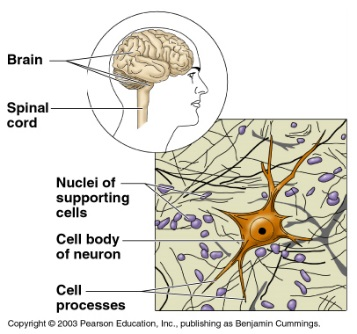 Brain
Spinal
cord
Nuclei of
supporting
cells
Cell body
of neuron
Cell
processes
Copyright © 2003 Pearson Education, Inc., publishing as Benjamin Cummings.